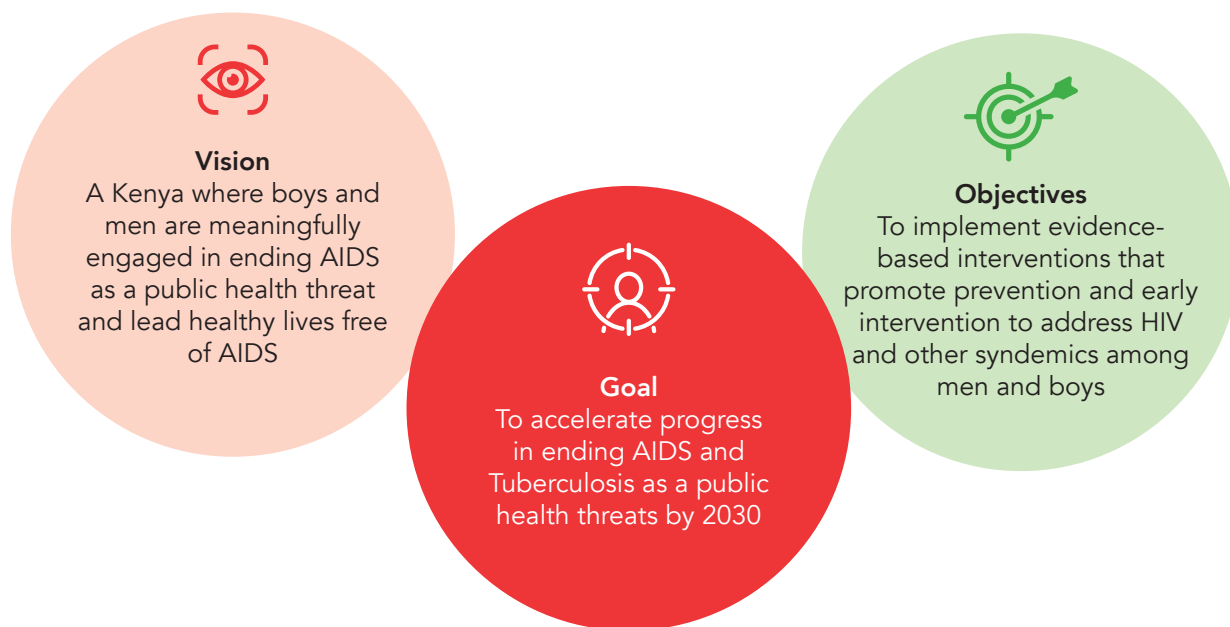 Vision
A Kenya where boys and
men are meaningfully
engaged in ending AIDS
as a public health threat
and lead healthy lives free
of AIDS
Goal
To accelerate progress
in ending AIDS and
Tuberculosis as a public
health threats by 2030
Objectives
To implement evidence-
based interventions that
promote prevention and early
intervention to address HIV
and other syndemics among
men and boys